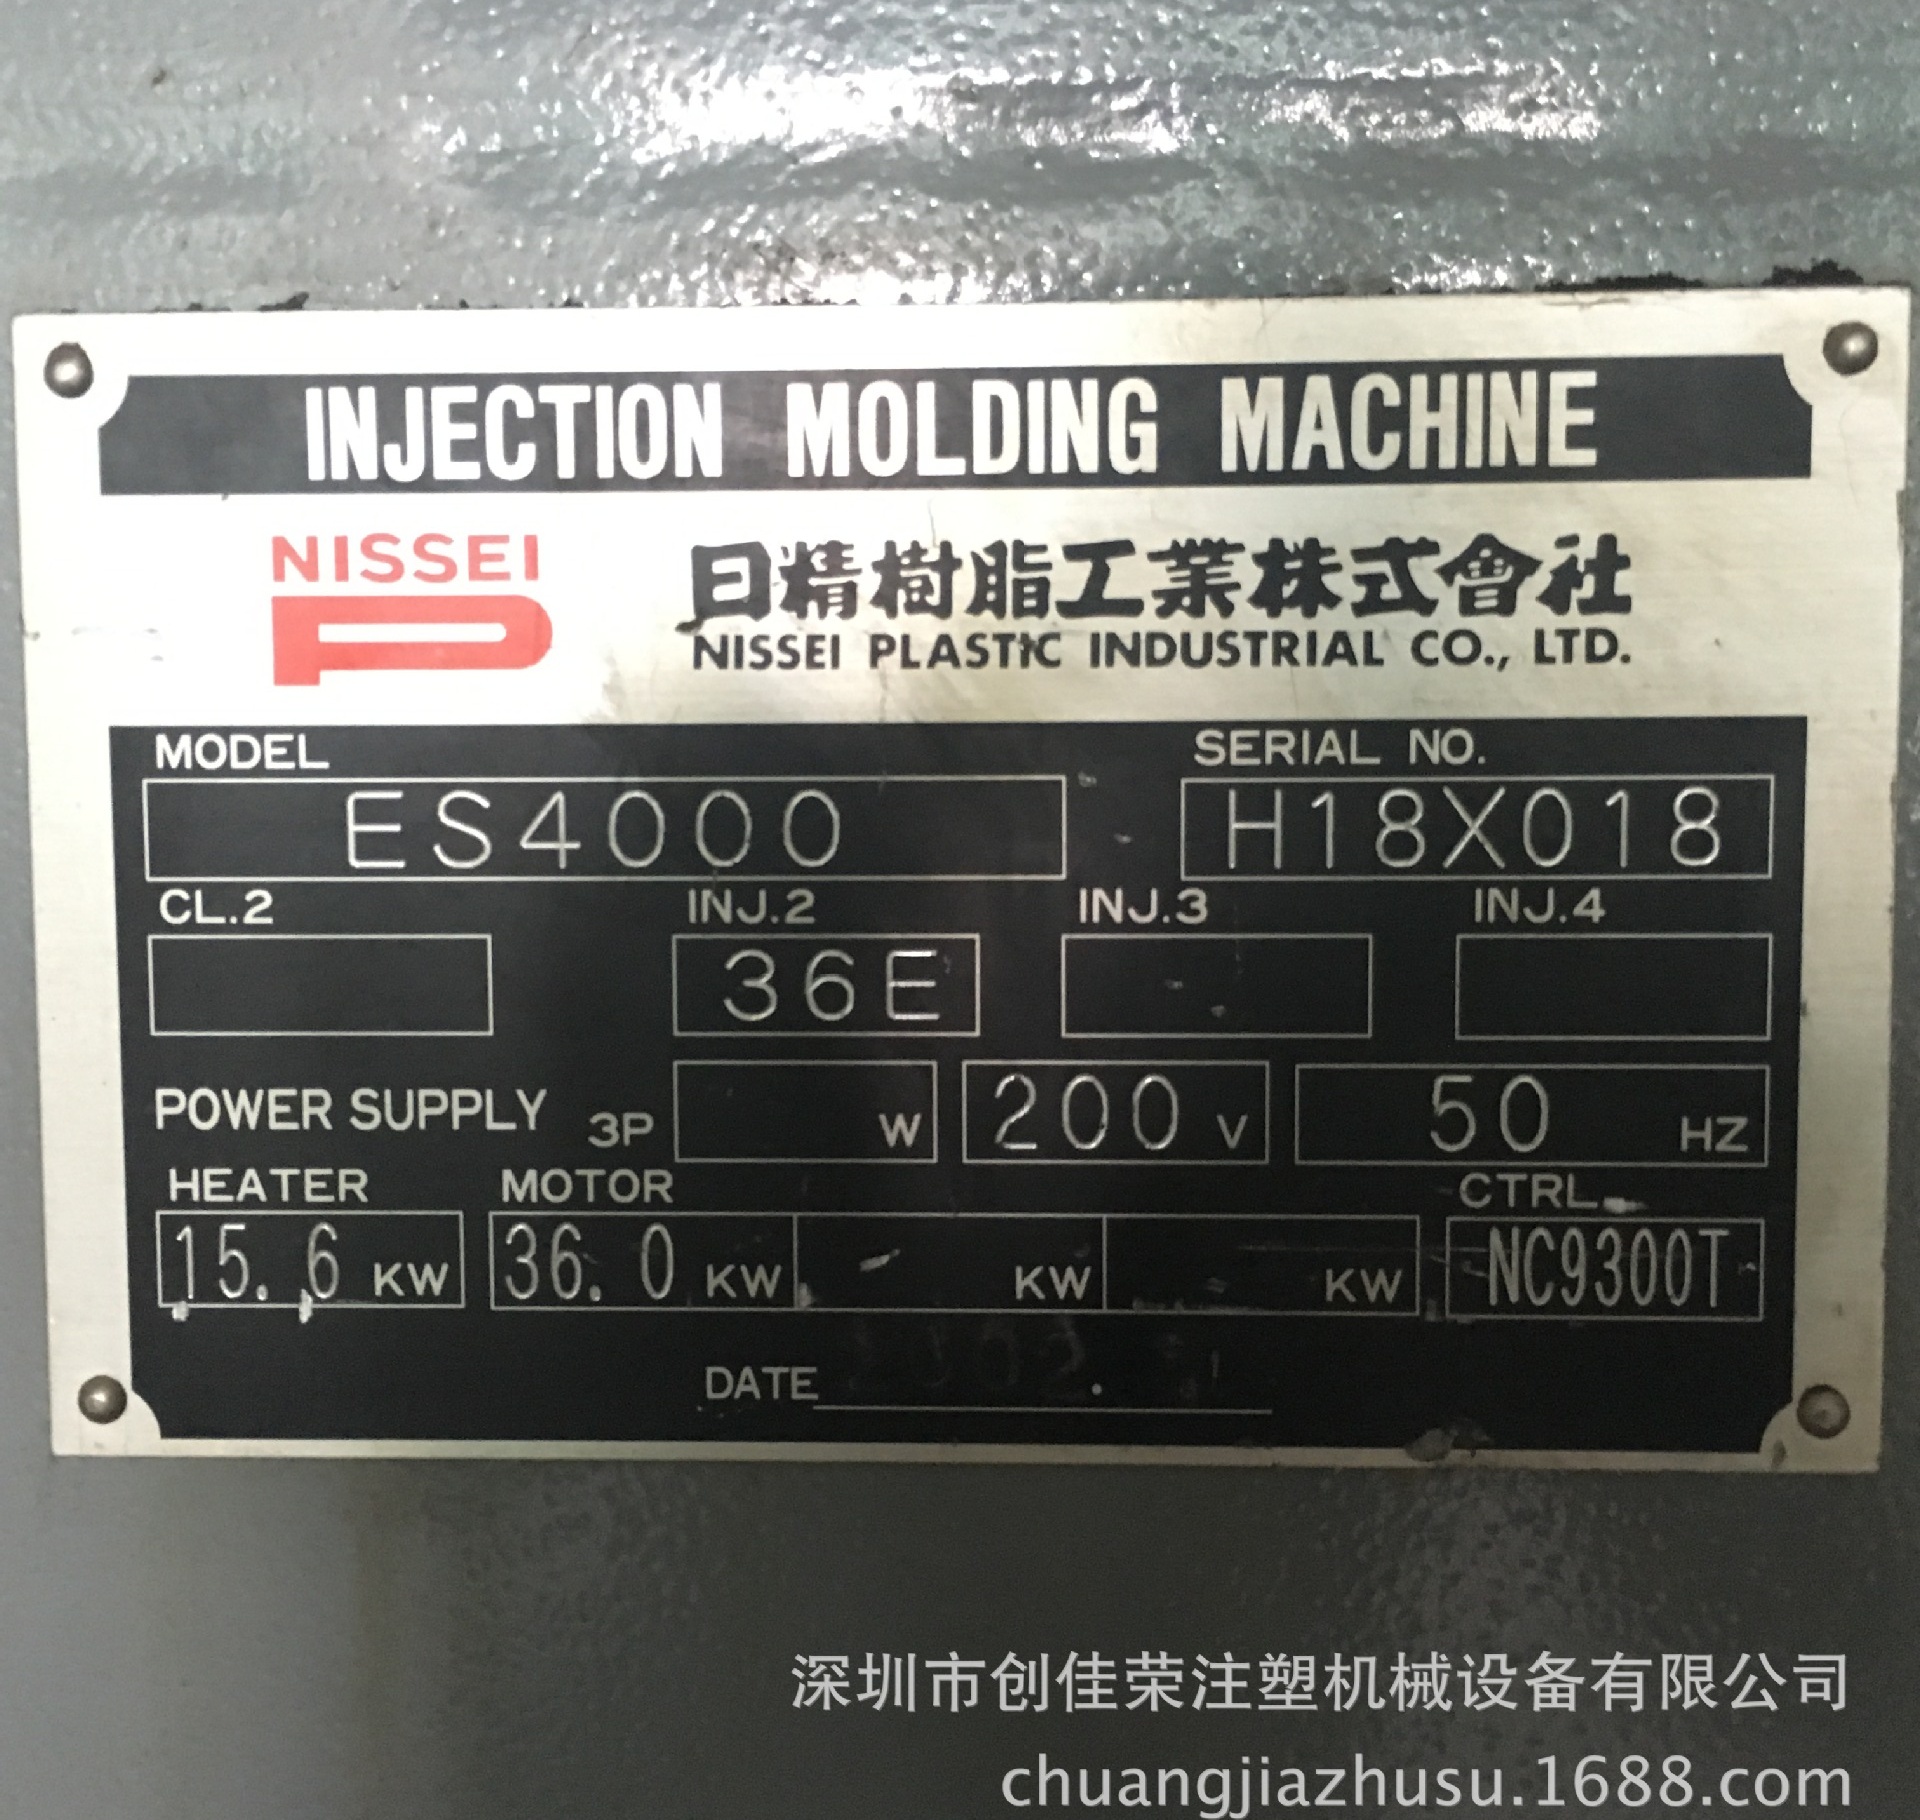 INJECTION MOLDING MACHINE
NISSEI
日精樹脂工業株式會社
NISSEI PLASTIC INDUSTRIAL CO., LTD.
MODEL SERIAL NO.
ES4000 H18X018
CL.2 INJ.2 INJ.3 INJ.4
36E
POWER SUPPLY 3P W 200 V 50 HZ
HEATER MOTOR CTRL
15.6 KW 36.0 KW KW KW NC9300T
DATE
深圳市创佳荣注塑机械设备有限公司
chuangjiazhusu.1688.com